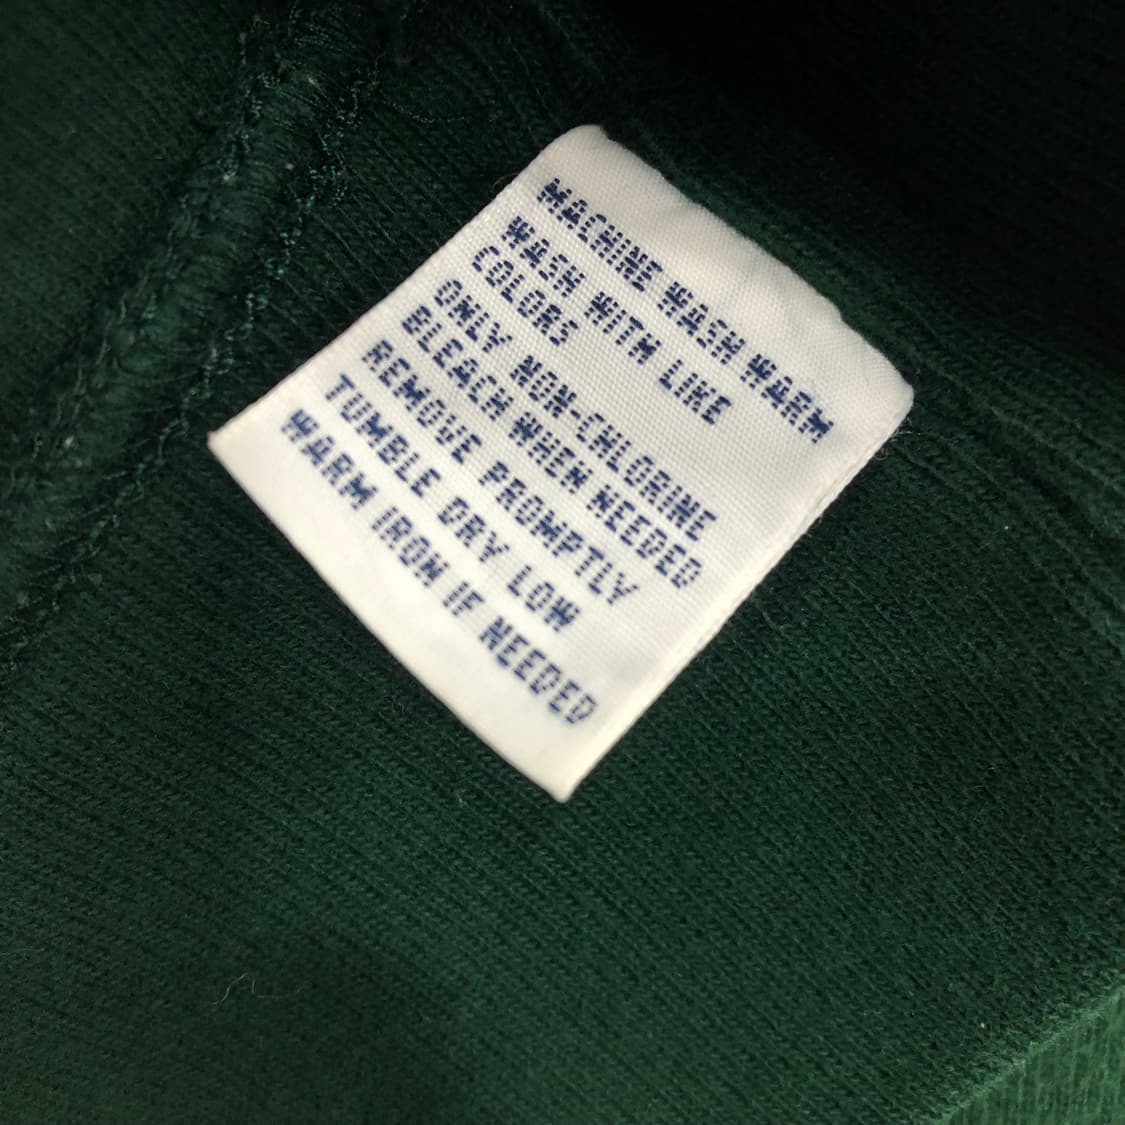 MACHINE WASH WARM
WASH WITH LIKE
COLORS
ONLY NON-CHLORINE
BLEACH WHEN NEEDED
REMOVE PROMPTLY
TUMBLE DRY LOW
WARM IRON IF NEEDED